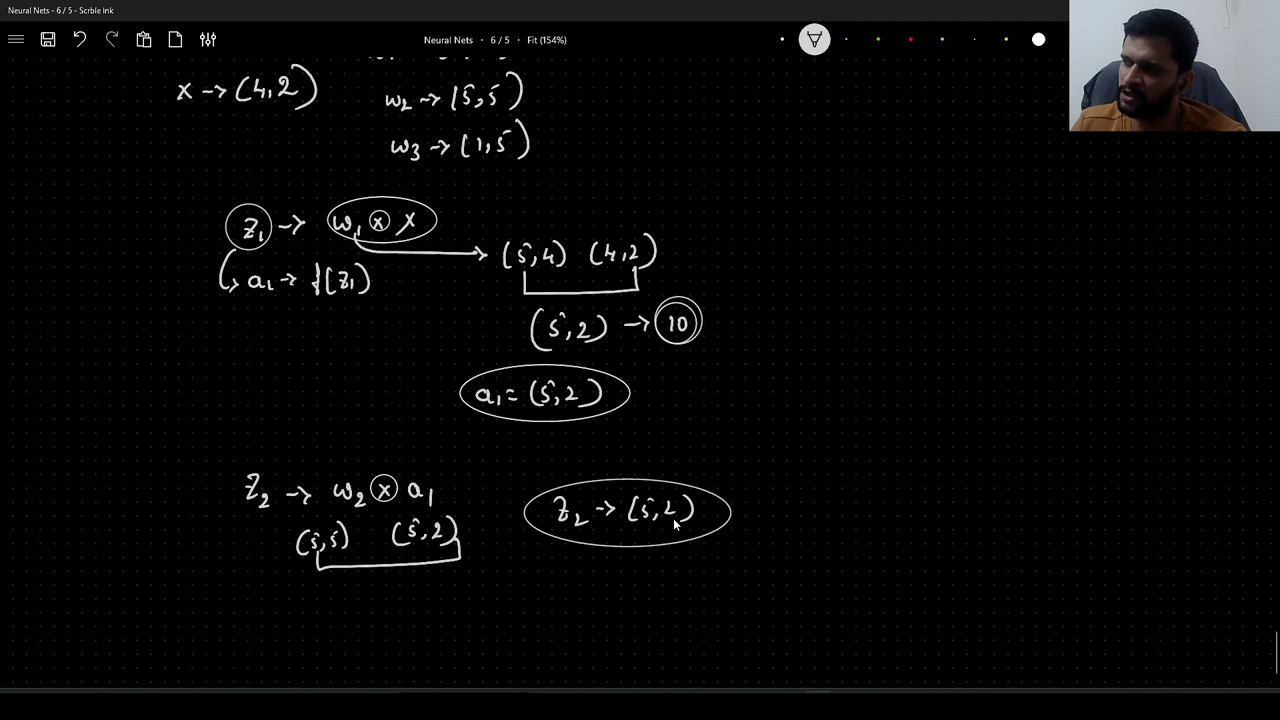 Neural Nets - 6 / 5 - Scrble Ink
Neural Nets • 6 / 5 • Fit (154%)
x → (4,2)
w2 → (5,5)
w3 → (1,5)
z1 → w1 ⊗ x
(5,4) (4,2)
a1 → f(z1)
(5,2) → 10
a1 = (5,2)
z2 → w2 ⊗ a1
z2 → (5,2)
(5,5) (5,2)